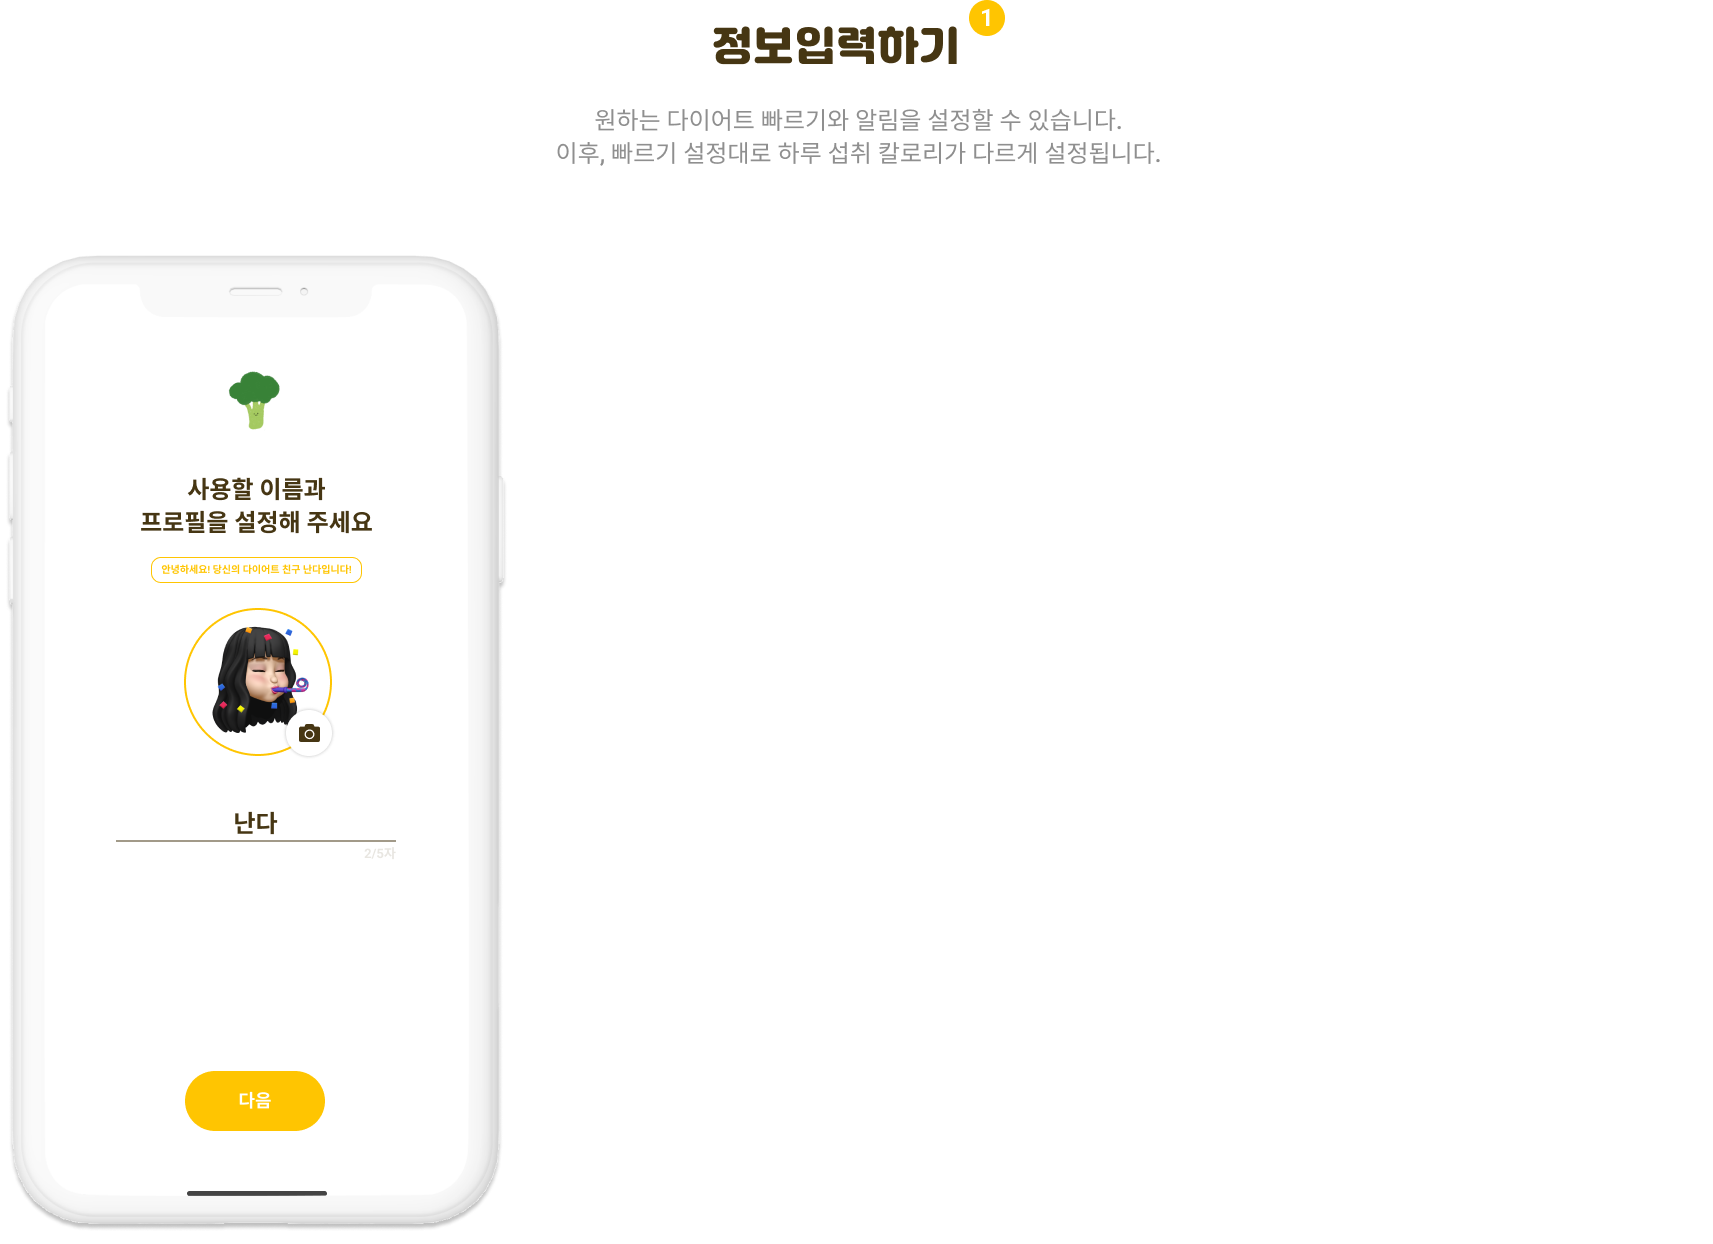 정보입력하기
1
원하는 다이어트 빠르기와 알림을 설정할 수 있습니다.
이후, 빠르기 설정대로 하루 섭취 칼로리가 다르게 설정됩니다.
사용할 이름과
프로필을 설정해 주세요
안녕하세요! 당신의 다이어트 친구 난다입니다!
난다
2/5자
다음